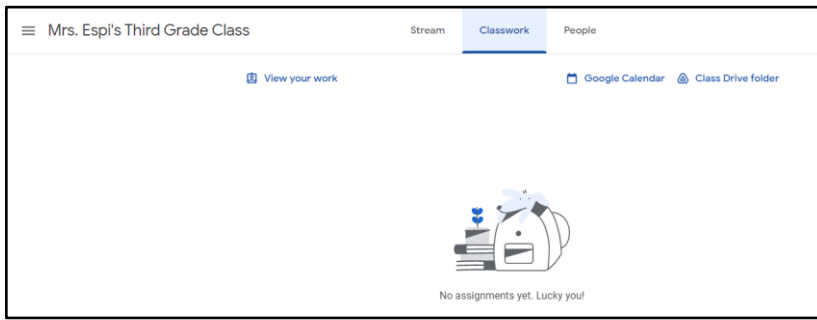 Mrs. Espi's Third Grade Class Stream Classwork People
View your work Google Calendar Class Drive folder
No assignments yet. Lucky you!